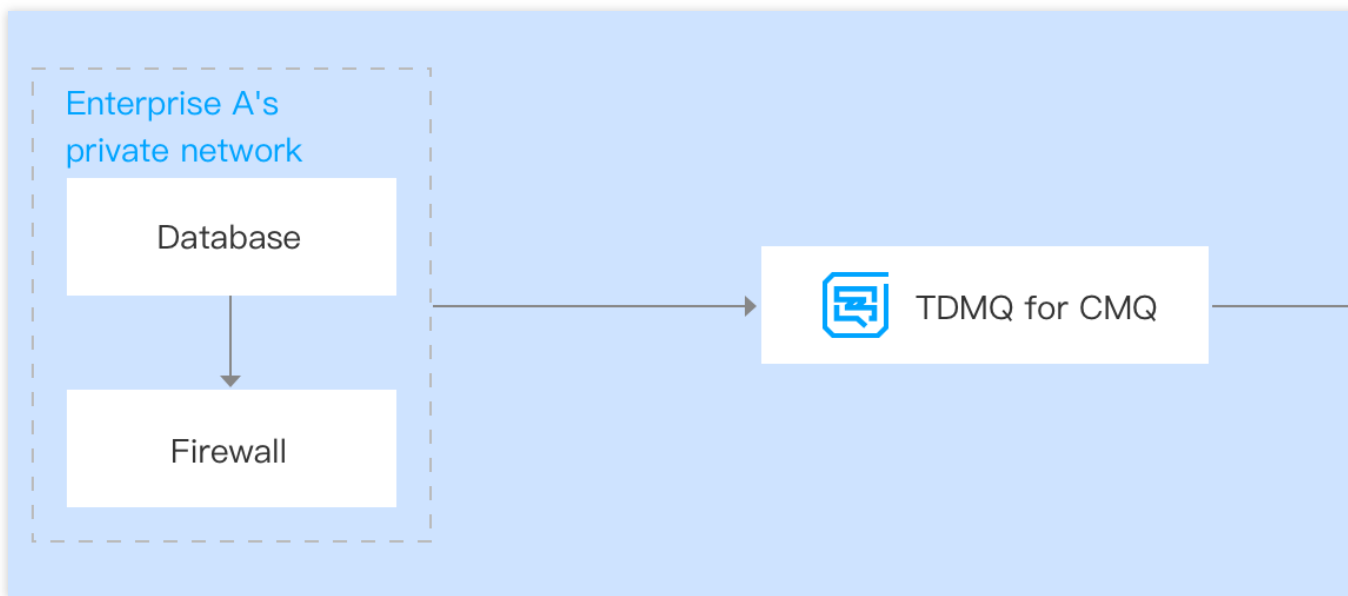 Enterprise A's
private network
Database
TDMQ for CMQ
Firewall